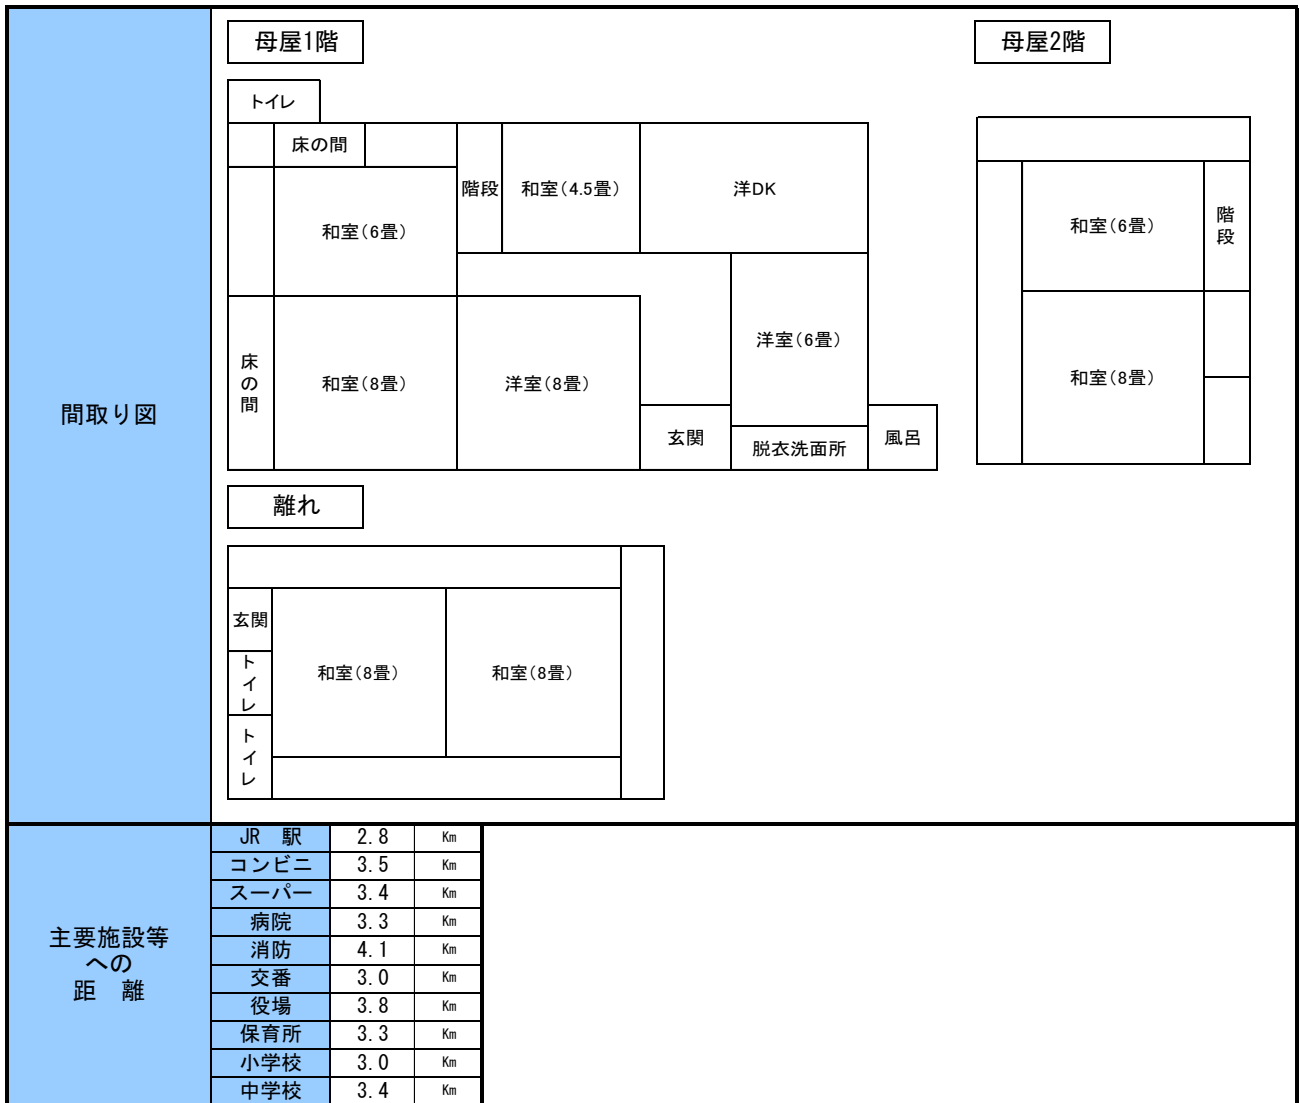 間取り図
母屋1階
母屋2階
トイレ
床の間
階段
和室（4.5畳）
洋DK
和室（6畳）
床の間
和室（8畳）
洋室（8畳）
洋室（6畳）
玄関
脱衣洗面所
風呂
和室（6畳）
階段
和室（8畳）
離れ
玄関
トイレ
トイレ
和室（8畳）
和室（8畳）
主要施設等
への
距　離
JR　駅 2.8 ㎞
コンビニ 3.5 ㎞
スーパー 3.4 ㎞
病院 3.3 ㎞
消防 4.1 ㎞
交番 3.0 ㎞
役場 3.8 ㎞
保育所 3.3 ㎞
小学校 3.0 ㎞
中学校 3.4 ㎞